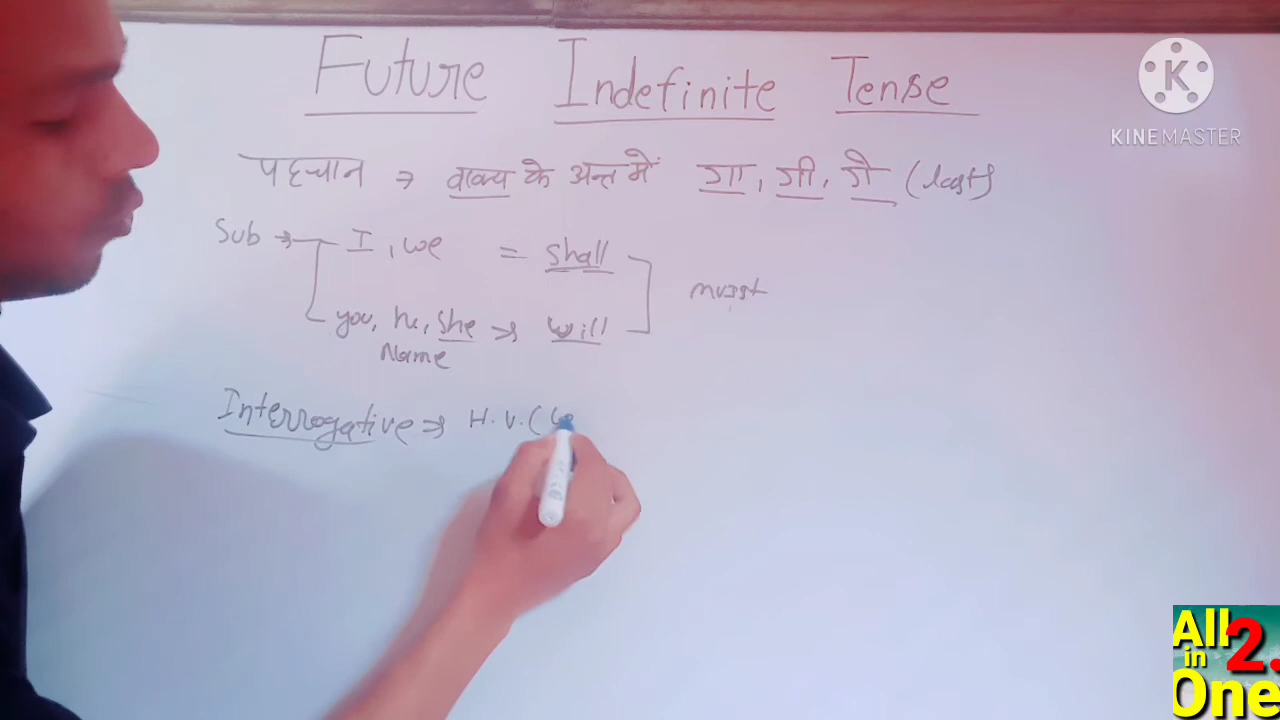 Future Indefinite Tense
पहचान → वाक्य के अन्त में गा, गी, गे (last)
Sub → I, we = shall
must
you, he, she → will
Name
Interrogative → H.V. (
KINEMASTER
All in One 2.